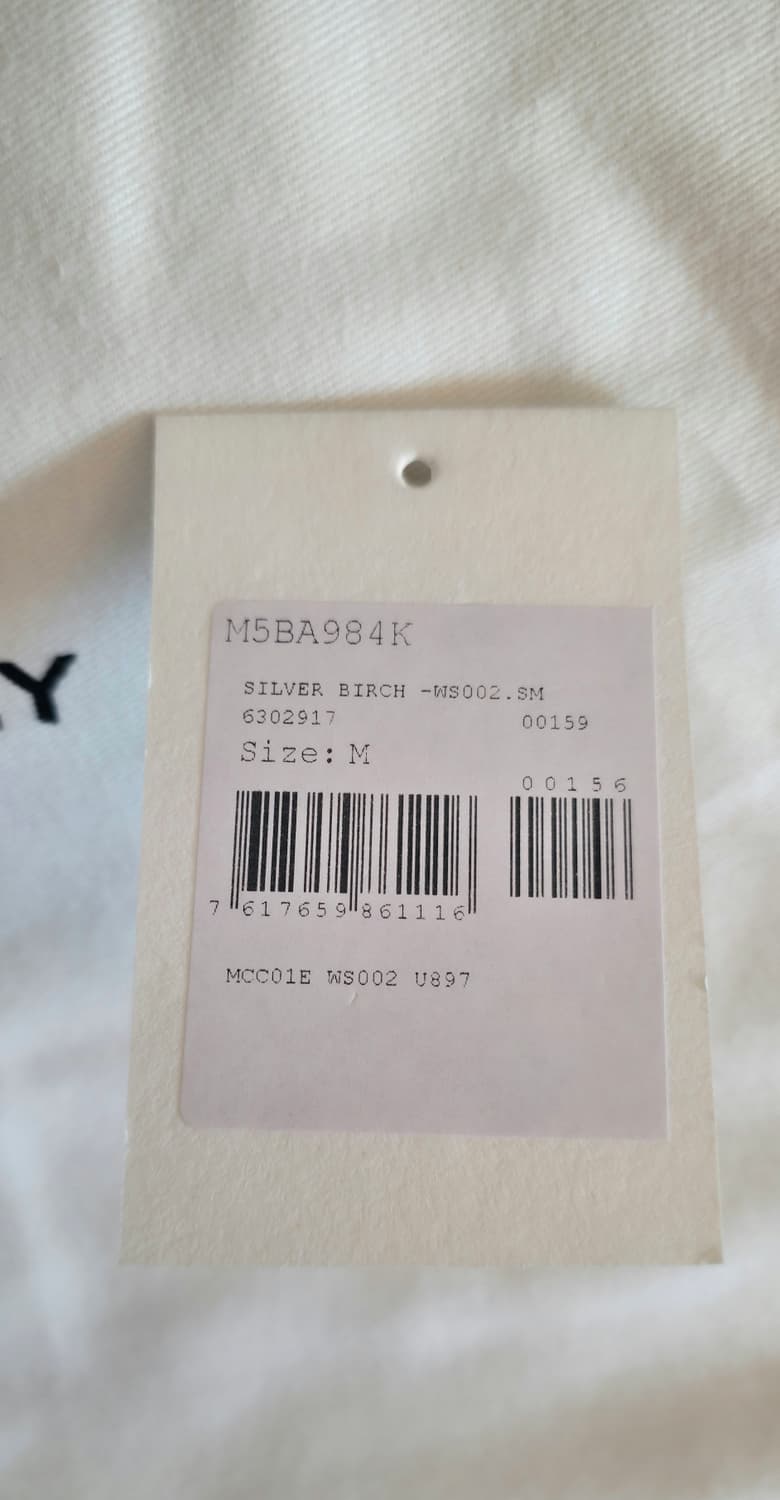 M5BA984K
SILVER BIRCH -WS002.SM
6302917 00159
Size: M
00156
7 617659 861116
MCC01E WS002 U897
Y